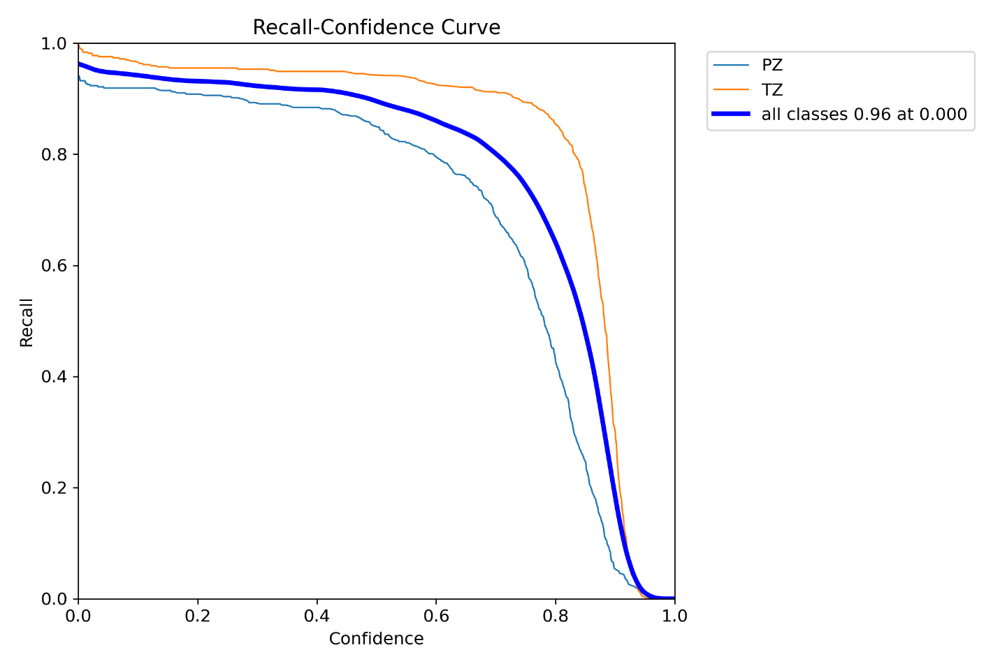 Recall-Confidence Curve
1.0
0.8
0.6
0.4
0.2
0.0
Recall
0.0 0.2 0.4 0.6 0.8 1.0
Confidence
PZ
TZ
all classes 0.96 at 0.000